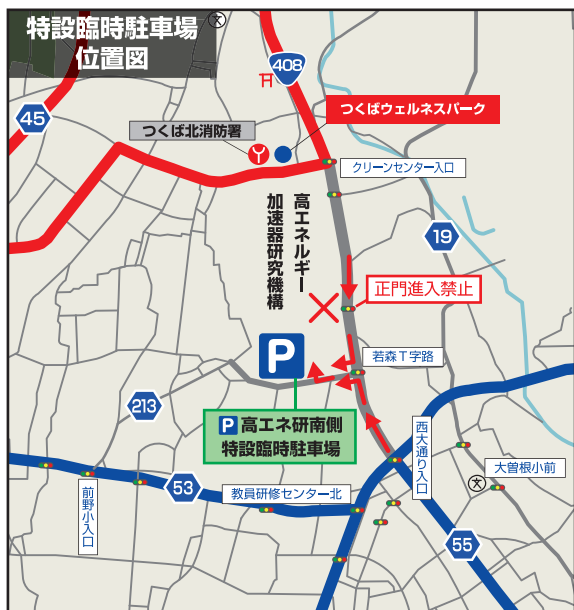 特設臨時駐車場
位置図
文
408
45
つくばウェルネスパーク
つくば北消防署
クリーンセンター入口
高エネルギー
加速器研究機構
19
正門進入禁止
若森T字路
P
213
P 高エネ研南側
特設臨時駐車場
西大通り入口
大曽根小前
文
53
教員研修センター北
前野小入口
55